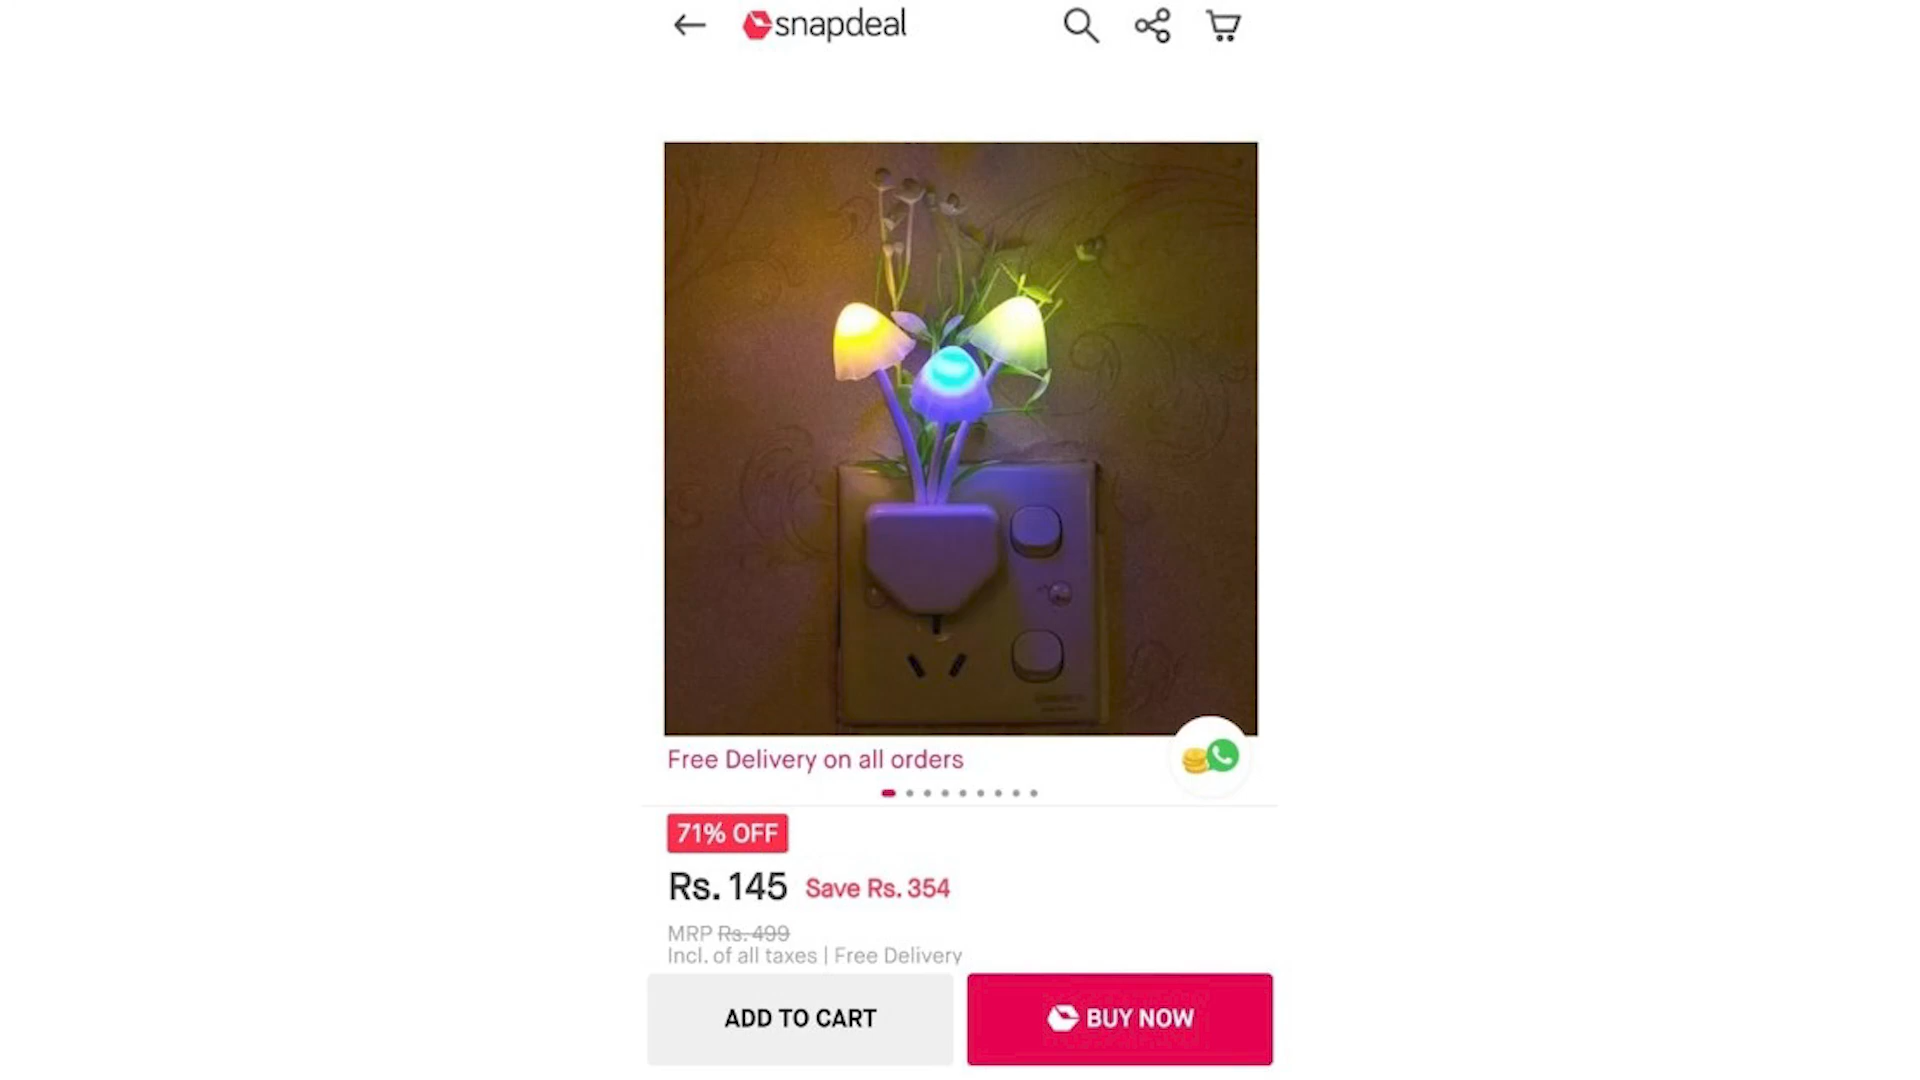 snapdeal
Free Delivery on all orders
71% OFF
Rs. 145 Save Rs. 354
MRP Rs. 499
Incl. of all taxes | Free Delivery
ADD TO CART
BUY NOW